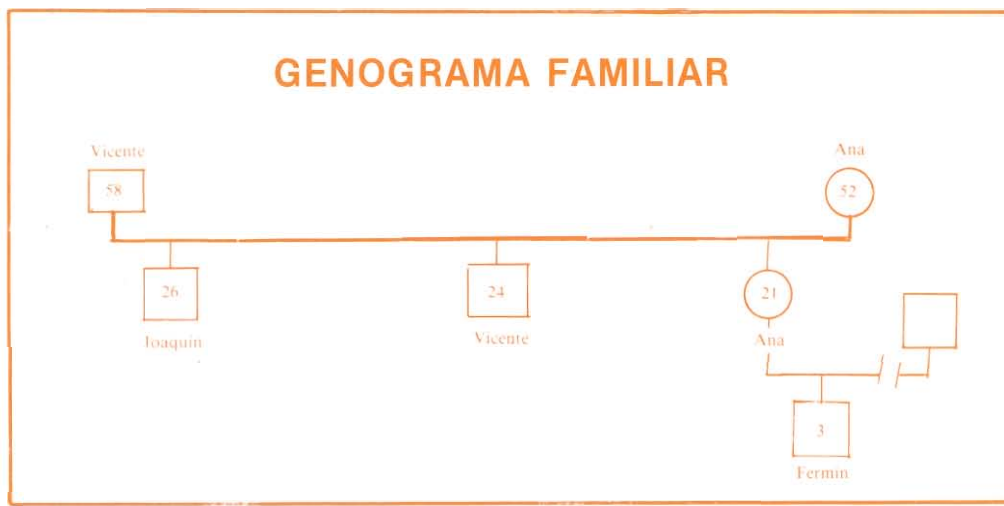 GENOGRAMA FAMILIAR
Vicente
Ana
58
52
26
24
21
Joaquin
Vicente
Ana
3
Fermin